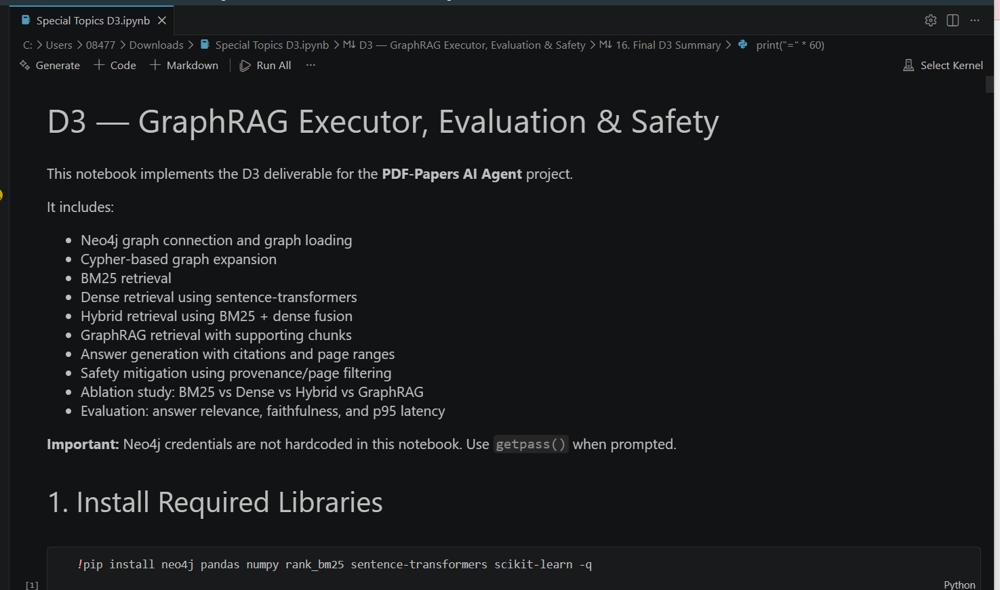 Special Topics D3.ipynb
C: > Users > 08477 > Downloads > Special Topics D3.ipynb > M↓ D3 — GraphRAG Executor, Evaluation & Safety > M↓ 16. Final D3 Summary > print("=" * 60)
Generate + Code + Markdown Run All ... Select Kernel
D3 — GraphRAG Executor, Evaluation & Safety
This notebook implements the D3 deliverable for the PDF-Papers AI Agent project.
It includes:
• Neo4j graph connection and graph loading
• Cypher-based graph expansion
• BM25 retrieval
• Dense retrieval using sentence-transformers
• Hybrid retrieval using BM25 + dense fusion
• GraphRAG retrieval with supporting chunks
• Answer generation with citations and page ranges
• Safety mitigation using provenance/page filtering
• Ablation study: BM25 vs Dense vs Hybrid vs GraphRAG
• Evaluation: answer relevance, faithfulness, and p95 latency
Important: Neo4j credentials are not hardcoded in this notebook. Use getpass() when prompted.
1. Install Required Libraries
!pip install neo4j pandas numpy rank_bm25 sentence-transformers scikit-learn -q
[1]
Python